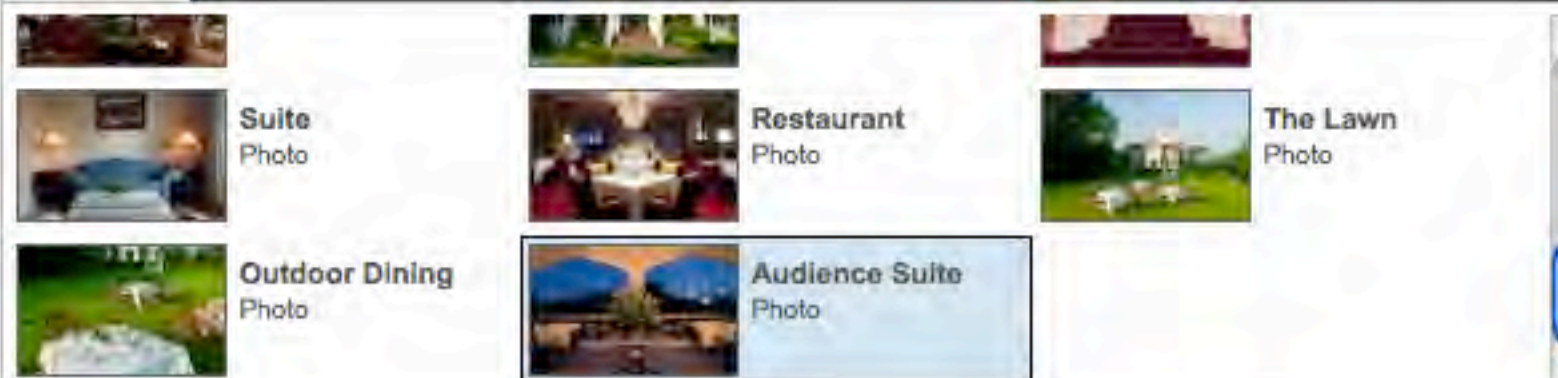 Suite
Photo
Restaurant
Photo
The Lawn
Photo
Outdoor Dining
Photo
Audience Suite
Photo